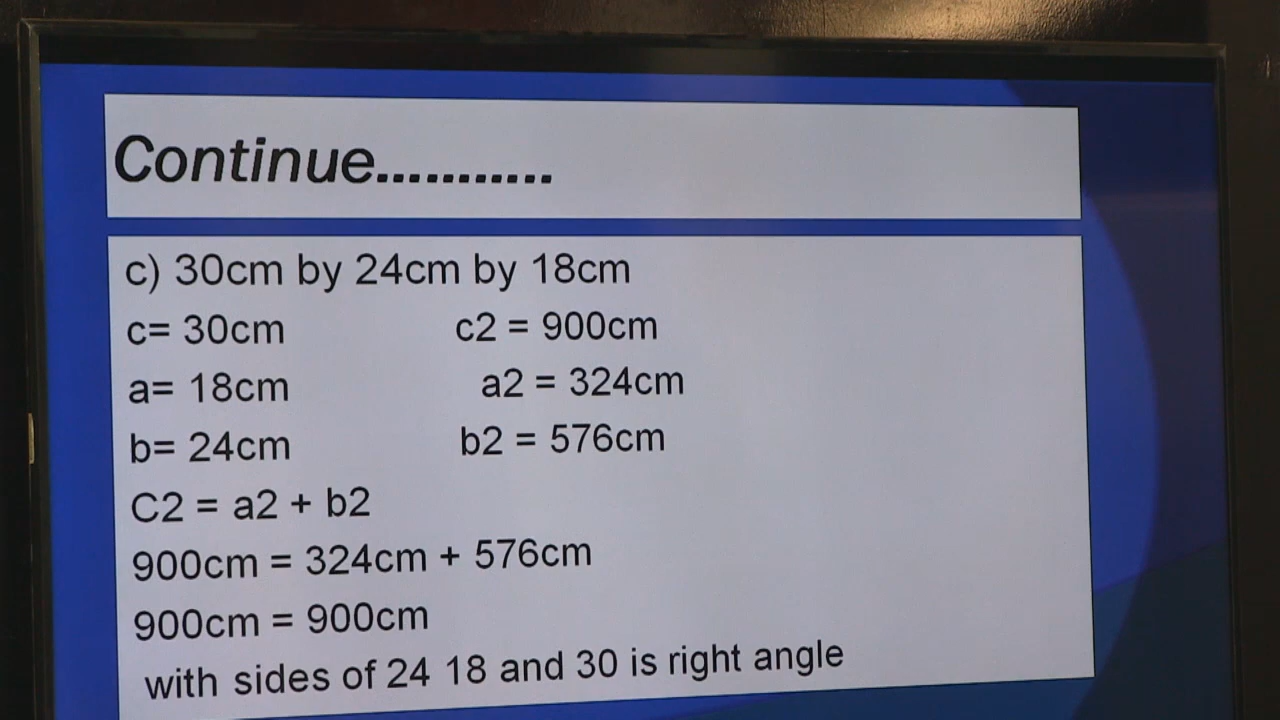 Continue...........
c) 30cm by 24cm by 18cm
c= 30cm c2 = 900cm
a= 18cm a2 = 324cm
b= 24cm b2 = 576cm
C2 = a2 + b2
900cm = 324cm + 576cm
900cm = 900cm
with sides of 24 18 and 30 is right angle